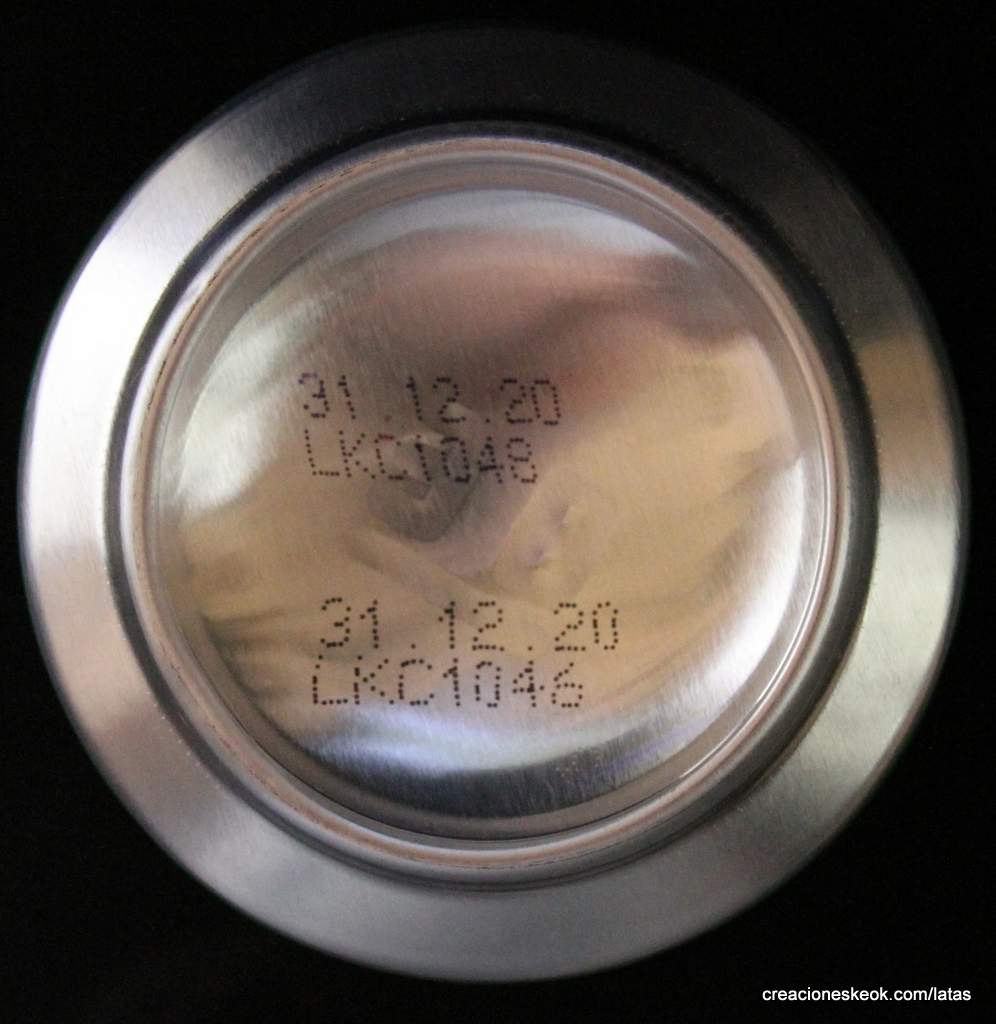 31.12.20
LKC1048
31.12.20
LKC1046
creacioneskeok.com/latas